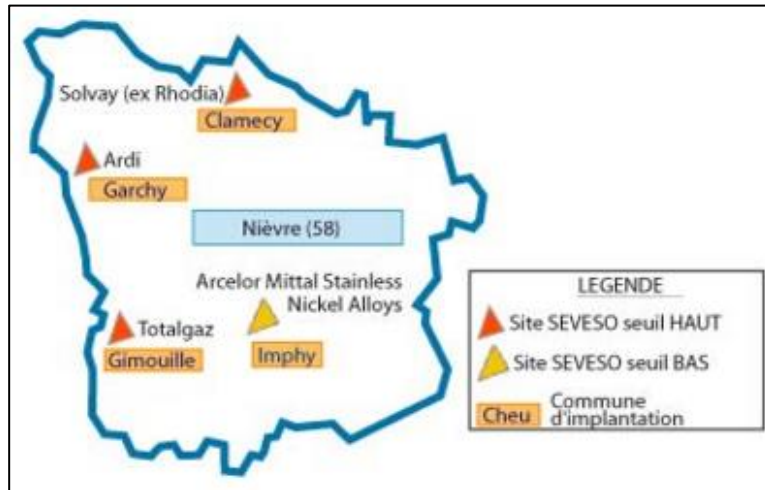 Solvay (ex Rhodia)
Clamecy
Ardi
Garchy
Nièvre (58)
Arcelor Mittal Stainless
Nickel Alloys
Totalgaz
Gimouille
Imphy
LEGENDE
Site SEVESO seuil HAUT
Site SEVESO seuil BAS
Cheu
Commune
d'implantation